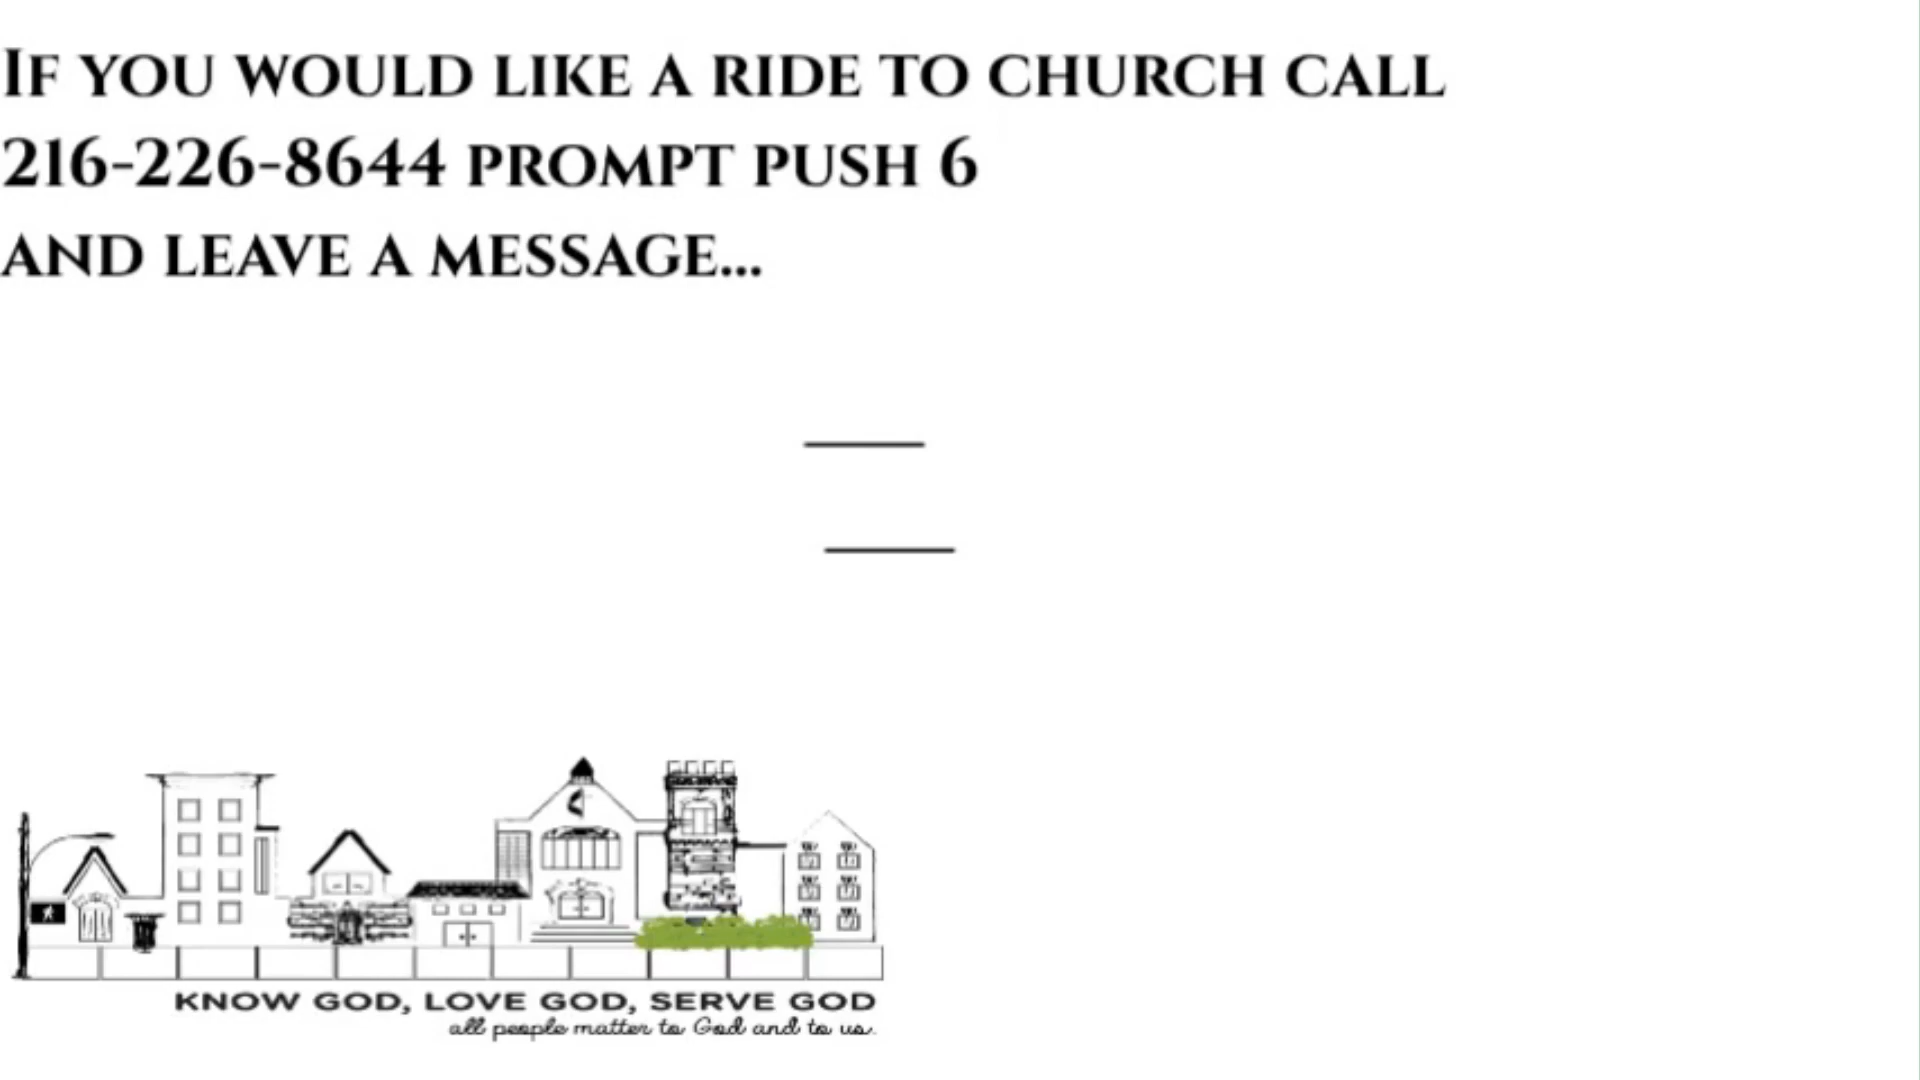 If you would like a ride to church call
216-226-8644 prompt push 6
and leave a message...
KNOW GOD, LOVE GOD, SERVE GOD
all people matter to God and to us.